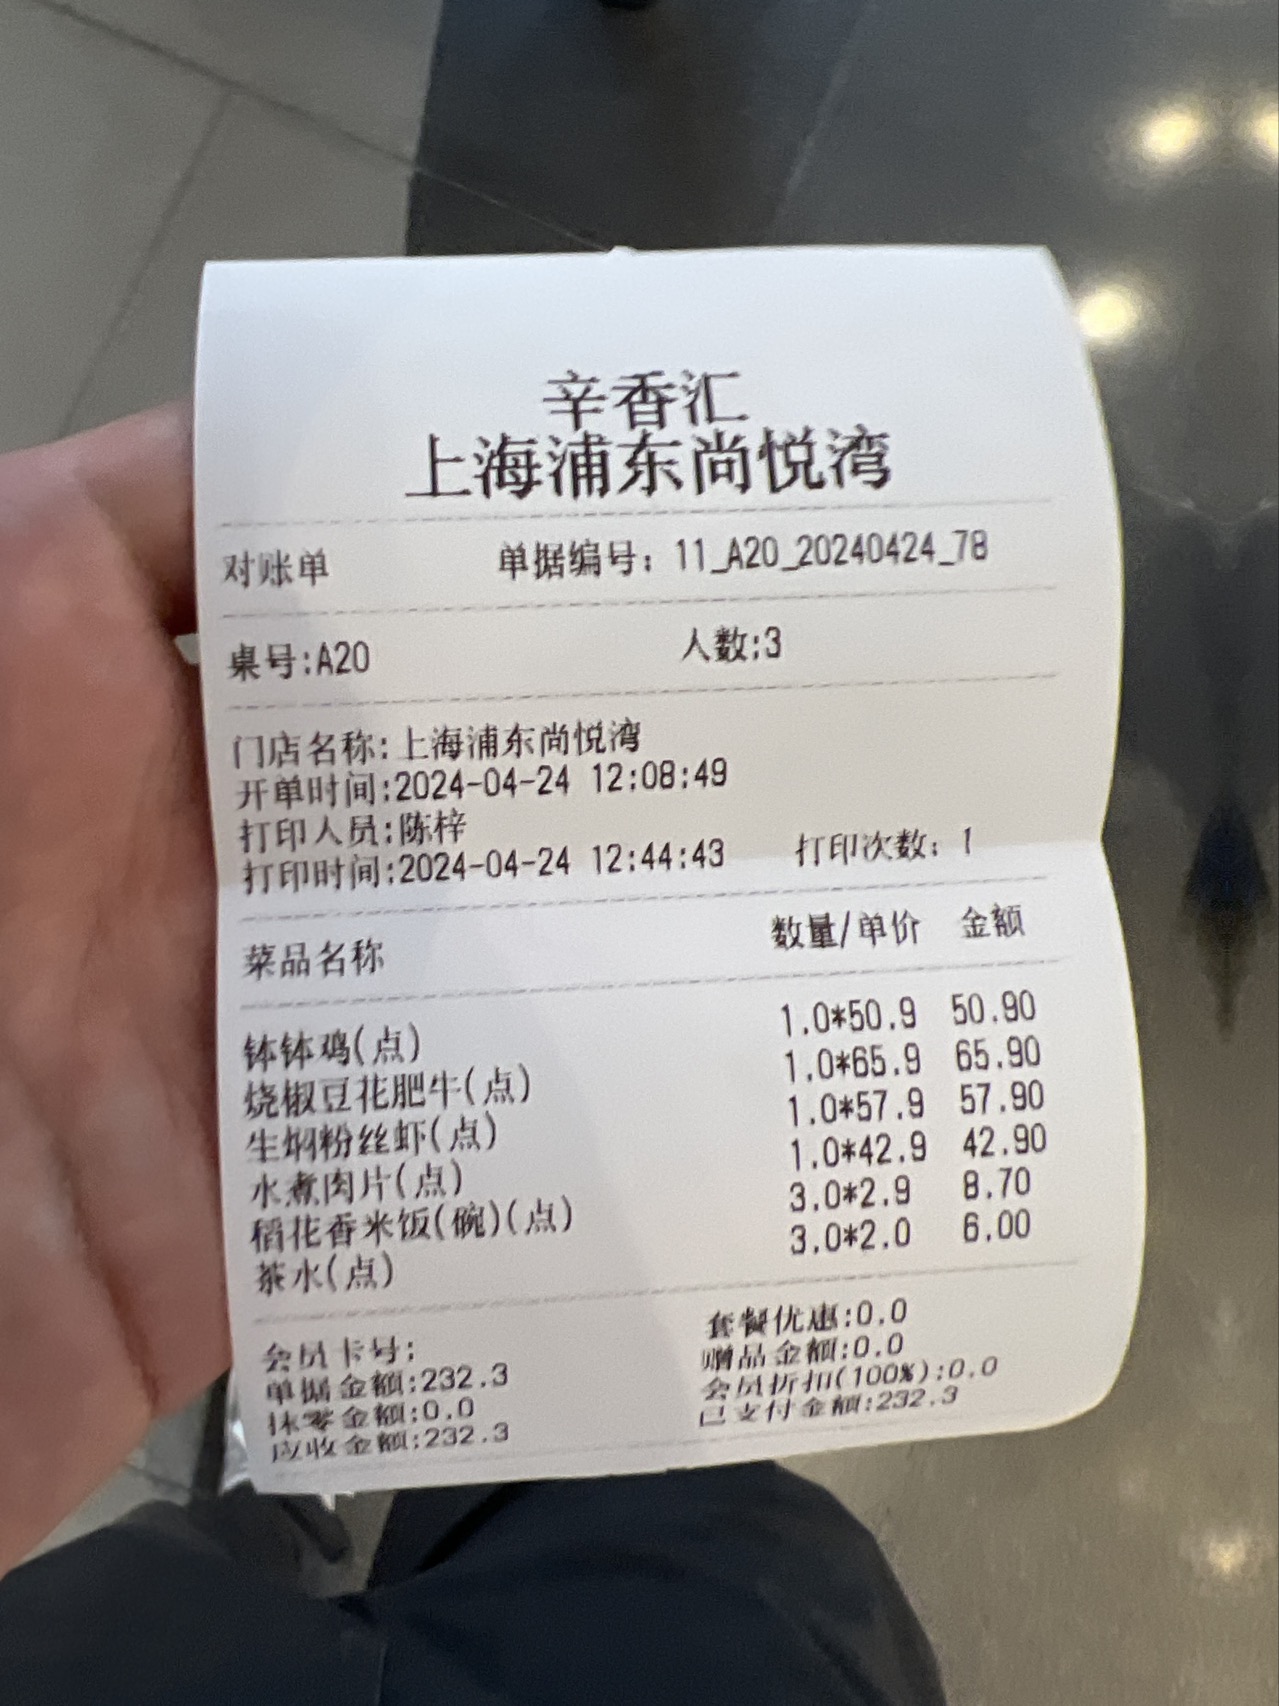 辛香汇
上海浦东尚悦湾
对账单 单据编号：11_A20_20240424_78
桌号:A20 人数:3
门店名称:上海浦东尚悦湾
开单时间:2024-04-24 12:08:49
打印人员:陈梓
打印时间:2024-04-24 12:44:43 打印次数：1
菜品名称 数量/单价 金额
钵钵鸡(点) 1.0*50.9 50.90
烧椒豆花肥牛(点) 1.0*65.9 65.90
生焖粉丝虾(点) 1.0*57.9 57.90
水煮肉片(点) 1.0*42.9 42.90
稻花香米饭(碗)(点) 3.0*2.9 8.70
茶水(点) 3.0*2.0 6.00
会员卡号: 套餐优惠:0.0
单据金额:232.3 赠品金额:0.0
抹零金额:0.0 会员折扣(100%):0.0
应收金额:232.3 已支付金额:232.3